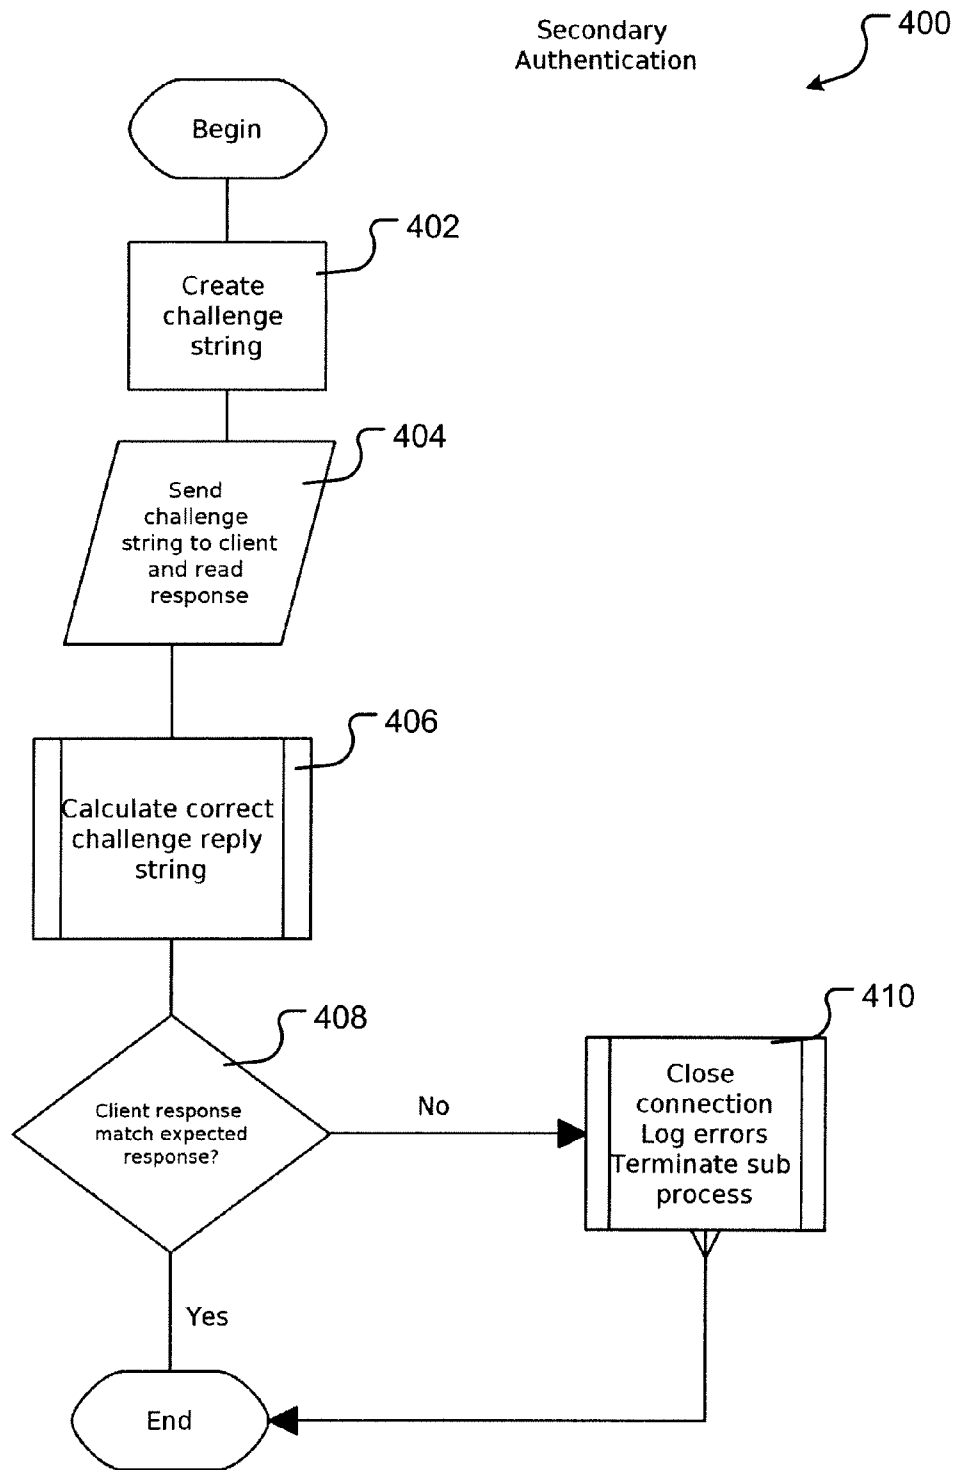 Secondary
Authentication
400
Begin
402
Create
challenge
string
404
Send
challenge
string to client
and read
response
406
Calculate correct
challenge reply
string
408
Client response
match expected
response?
No
410
Close
connection
Log errors
Terminate sub
process
Yes
End